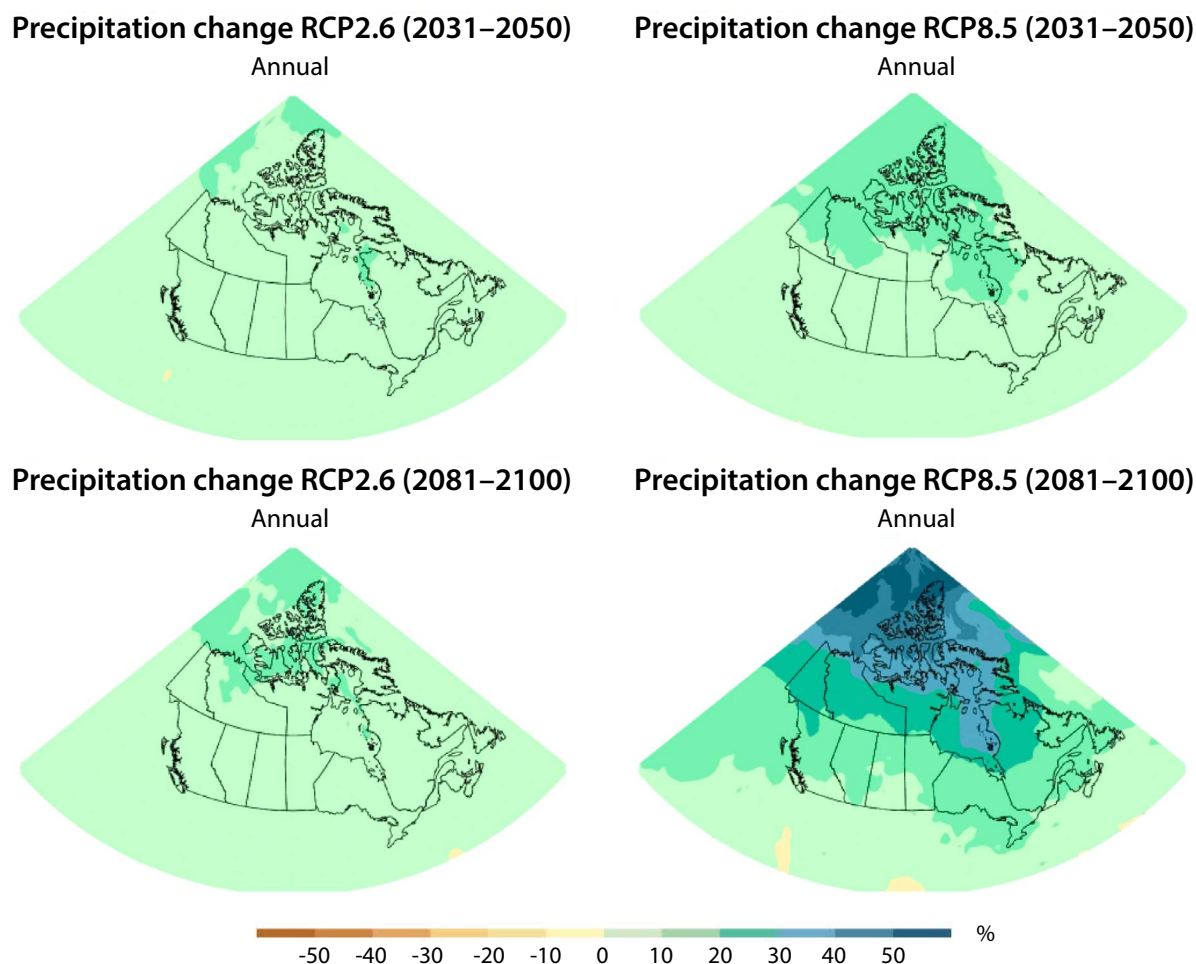 Precipitation change RCP2.6 (2031–2050)
Annual
Precipitation change RCP8.5 (2031–2050)
Annual
Precipitation change RCP2.6 (2081–2100)
Annual
Precipitation change RCP8.5 (2081–2100)
Annual
-50 -40 -30 -20 -10 0 10 20 30 40 50 %